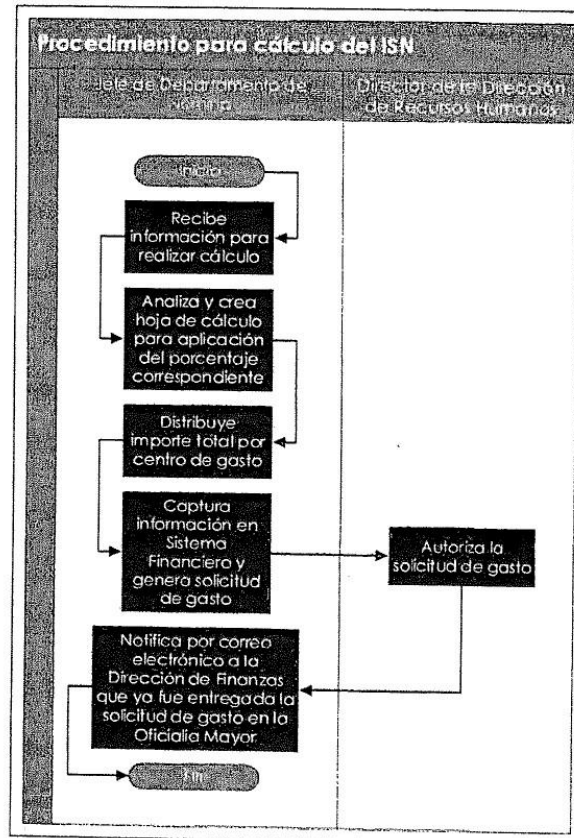 Procedimiento para cálculo del ISN
Jefe de Departamento de
Nómina
Director de la Dirección
de Recursos Humanos
Inicio
Recibe
información para
realizar cálculo
Analiza y crea
hoja de cálculo
para aplicación
del porcentaje
correspondiente
Distribuye
importe total por
centro de gasto
Captura
información en
Sistema
Financiero y
genera solicitud
de gasto
Autoriza la
solicitud de gasto
Notifica por correo
electrónico a la
Dirección de Finanzas
que ya fue entregada la
solicitud de gasto en la
Oficialía Mayor
Fin